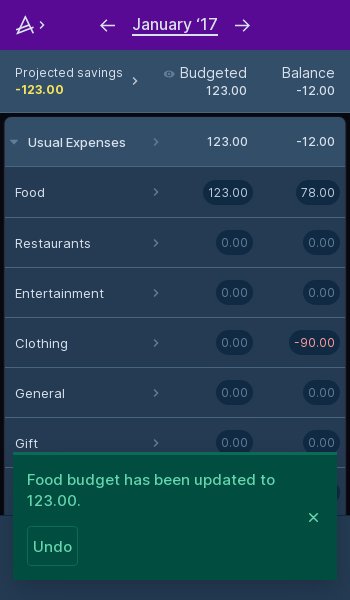 January ‘17
Projected savings
-123.00
Budgeted
123.00
Balance
-12.00
Usual Expenses 123.00 -12.00
Food 123.00 78.00
Restaurants 0.00 0.00
Entertainment 0.00 0.00
Clothing 0.00 -90.00
General 0.00 0.00
Gift 0.00 0.00
Food budget has been updated to
123.00.
Undo